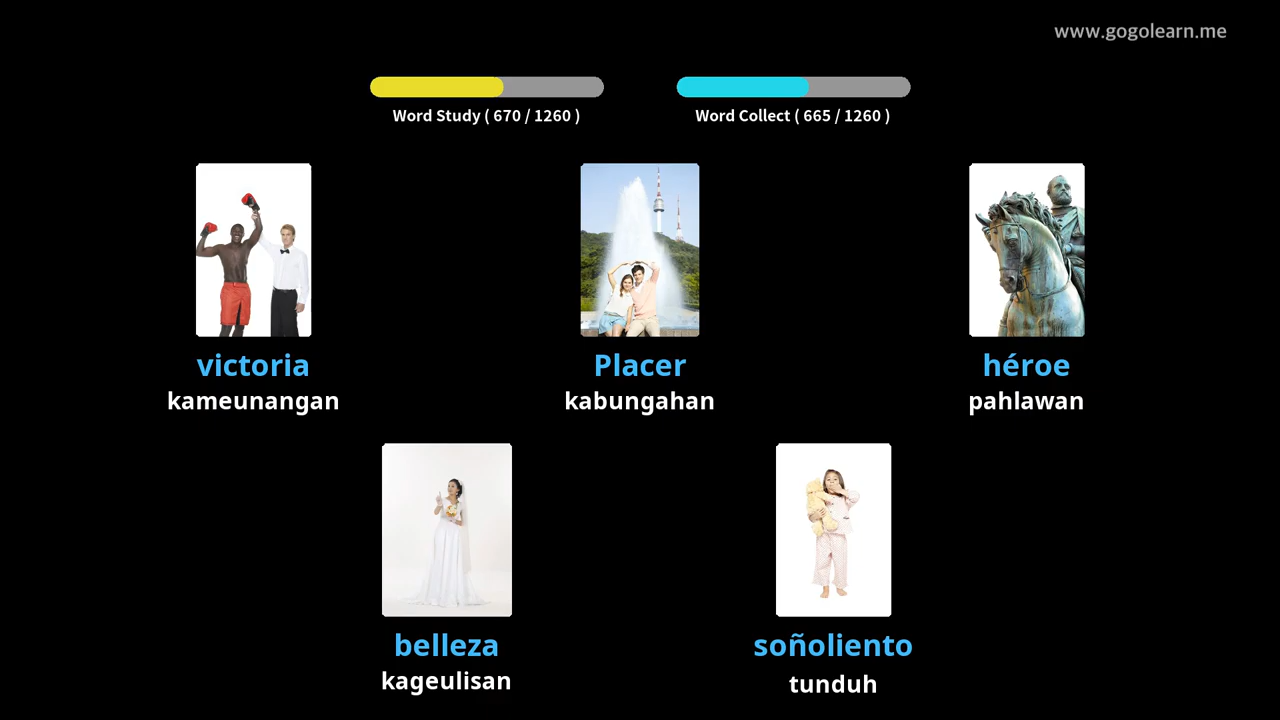 www.gogolearn.me
Word Study ( 670 / 1260 )
Word Collect ( 665 / 1260 )
victoria
kameunangan
Placer
kabungahan
héroe
pahlawan
belleza
kageulisan
soñoliento
tunduh